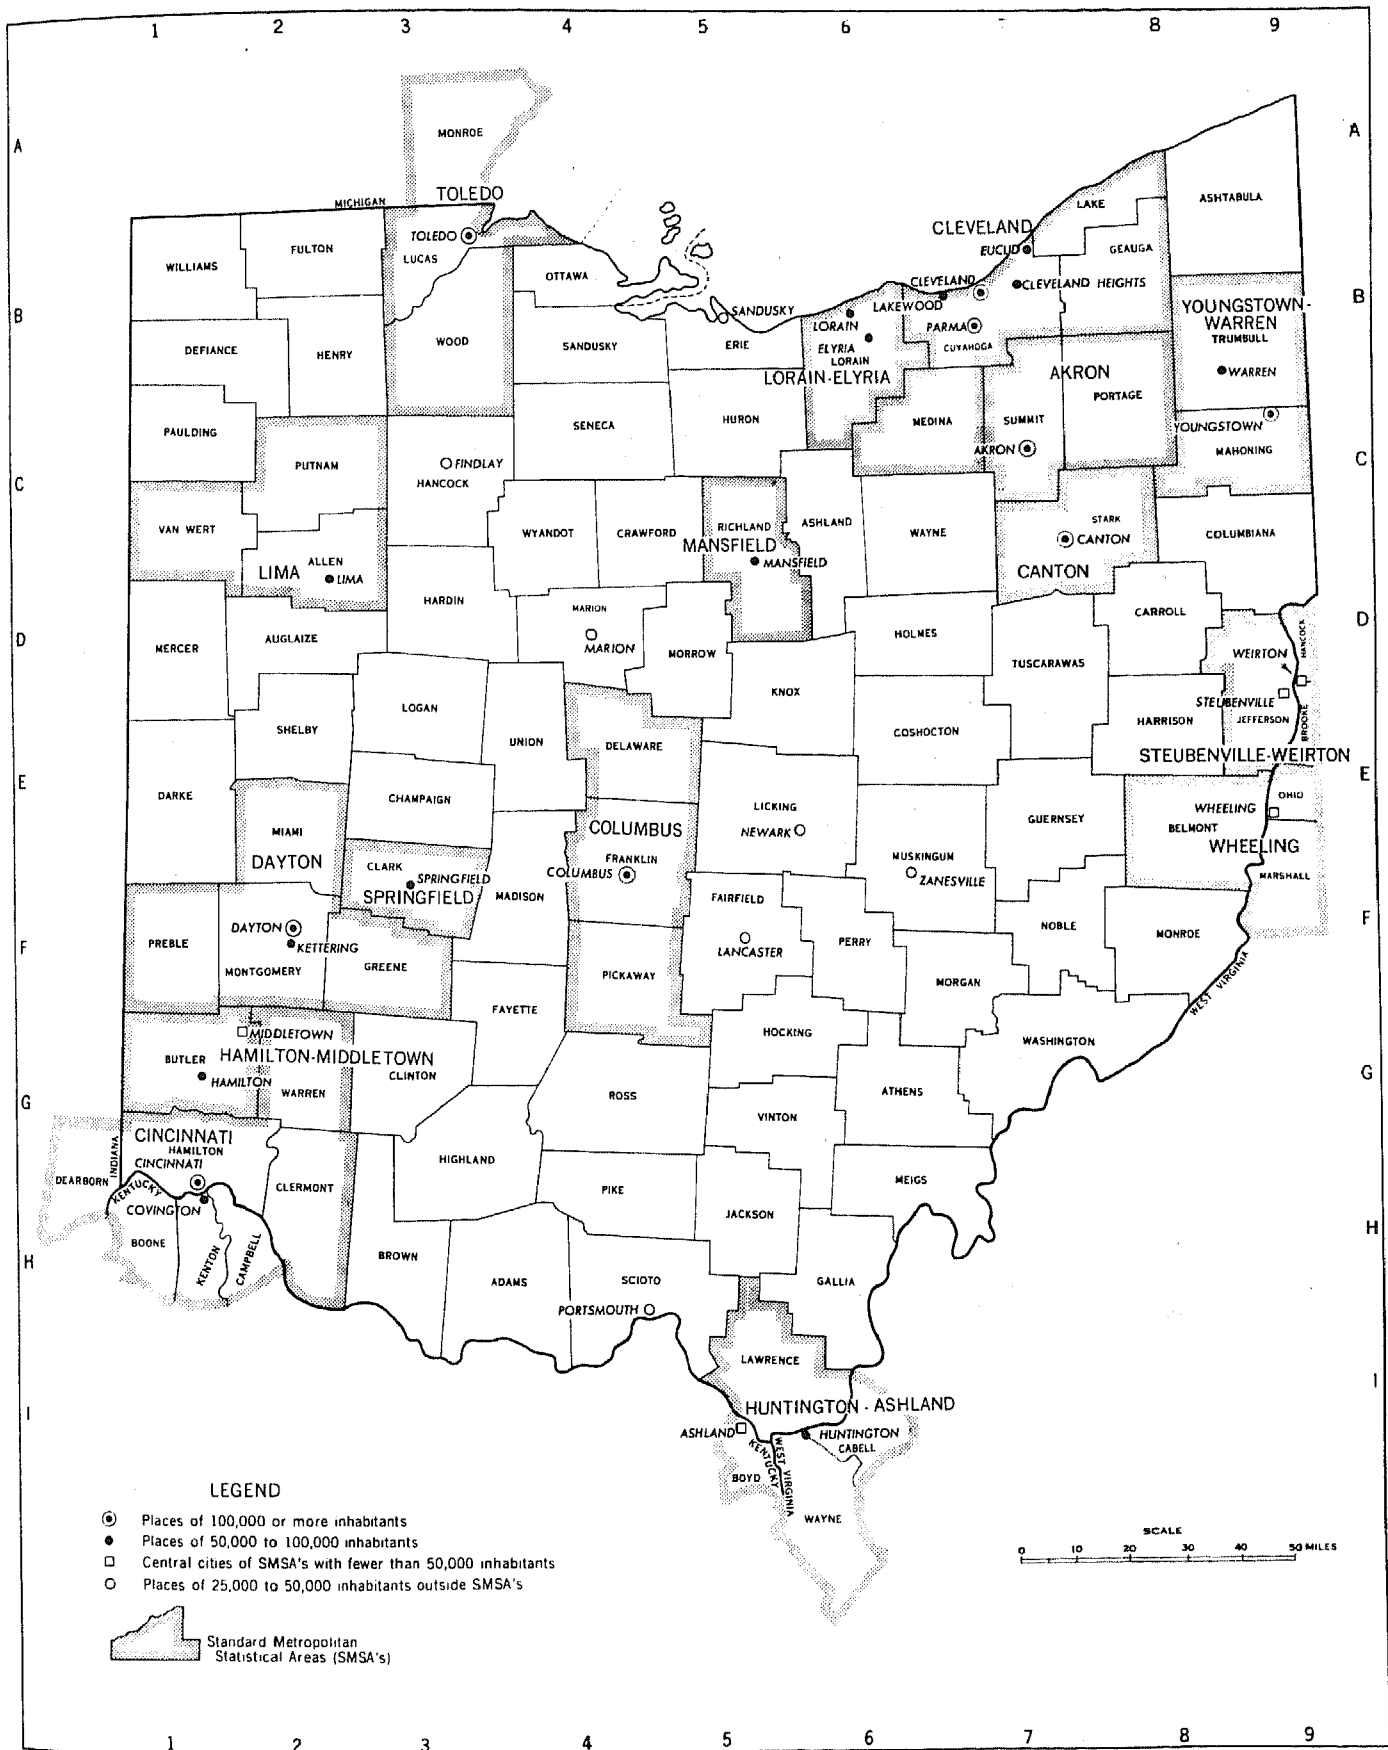 1 2 3 4 5 6 7 8 9
A A
MONROE
MICHIGAN
TOLEDO
TOLEDO
LUCAS
FULTON
WILLIAMS
OTTAWA
CLEVELAND
EUCLID
LAKE
GEAUGA
ASHTABULA
B B
DEFIANCE
HENRY
WOOD
SANDUSKY
SANDUSKY
ERIE
CLEVELAND
LAKEWOOD
CLEVELAND HEIGHTS
LORAIN
PARMA
ELYRIA
LORAIN
CUYAHOGA
LORAIN-ELYRIA
AKRON
YOUNGSTOWN-
WARREN
TRUMBULL
WARREN
PAULDING
PUTNAM
SENECA
HURON
MEDINA
SUMMIT
PORTAGE
AKRON
YOUNGSTOWN
MAHONING
C C
FINDLAY
HANCOCK
VAN WERT
ALLEN
LIMA
LIMA
WYANDOT
CRAWFORD
RICHLAND
MANSFIELD
MANSFIELD
ASHLAND
WAYNE
STARK
CANTON
CANTON
COLUMBIANA
HARDIN
MARION
MARION
D D
MERCER
AUGLAIZE
MORROW
HOLMES
CARROLL
TUSCARAWAS
WEIRTON
HANCOCK
STEUBENVILLE
JEFFERSON
BROOKE
STEUBENVILLE-WEIRTON
SHELBY
LOGAN
UNION
DELAWARE
KNOX
COSHOCTON
HARRISON
E E
DARKE
MIAMI
CHAMPAIGN
LICKING
NEWARK
GUERNSEY
WHEELING
OHIO
BELMONT
WHEELING
MARSHALL
DAYTON
CLARK
SPRINGFIELD
SPRINGFIELD
MADISON
COLUMBUS
FRANKLIN
COLUMBUS
MUSKINGUM
ZANESVILLE
F F
PREBLE
DAYTON
KETTERING
MONTGOMERY
GREENE
FAYETTE
PICKAWAY
FAIRFIELD
LANCASTER
PERRY
MORGAN
NOBLE
MONROE
WEST VIRGINIA
MIDDLETOWN
BUTLER
HAMILTON-MIDDLETOWN
HAMILTON
WARREN
CLINTON
HOCKING
WASHINGTON
G G
ROSS
VINTON
ATHENS
INDIANA
DEARBORN
CINCINNATI
HAMILTON
CINCINNATI
KENTUCKY
COVINGTON
CLERMONT
HIGHLAND
PIKE
JACKSON
MEIGS
H H
BOONE
KENTON
CAMPBELL
BROWN
ADAMS
SCIOTO
PORTSMOUTH
GALLIA
LAWRENCE
I I
HUNTINGTON - ASHLAND
ASHLAND
HUNTINGTON
CABELL
KENTUCKY
WEST VIRGINIA
BOYD
WAYNE
LEGEND
Places of 100,000 or more inhabitants
Places of 50,000 to 100,000 inhabitants
Central cities of SMSA's with fewer than 50,000 inhabitants
Places of 25,000 to 50,000 inhabitants outside SMSA's
Standard Metropolitan
Statistical Areas (SMSA's)
SCALE
0 10 20 30 40 50 MILES
1 2 3 4 5 6 7 8 9